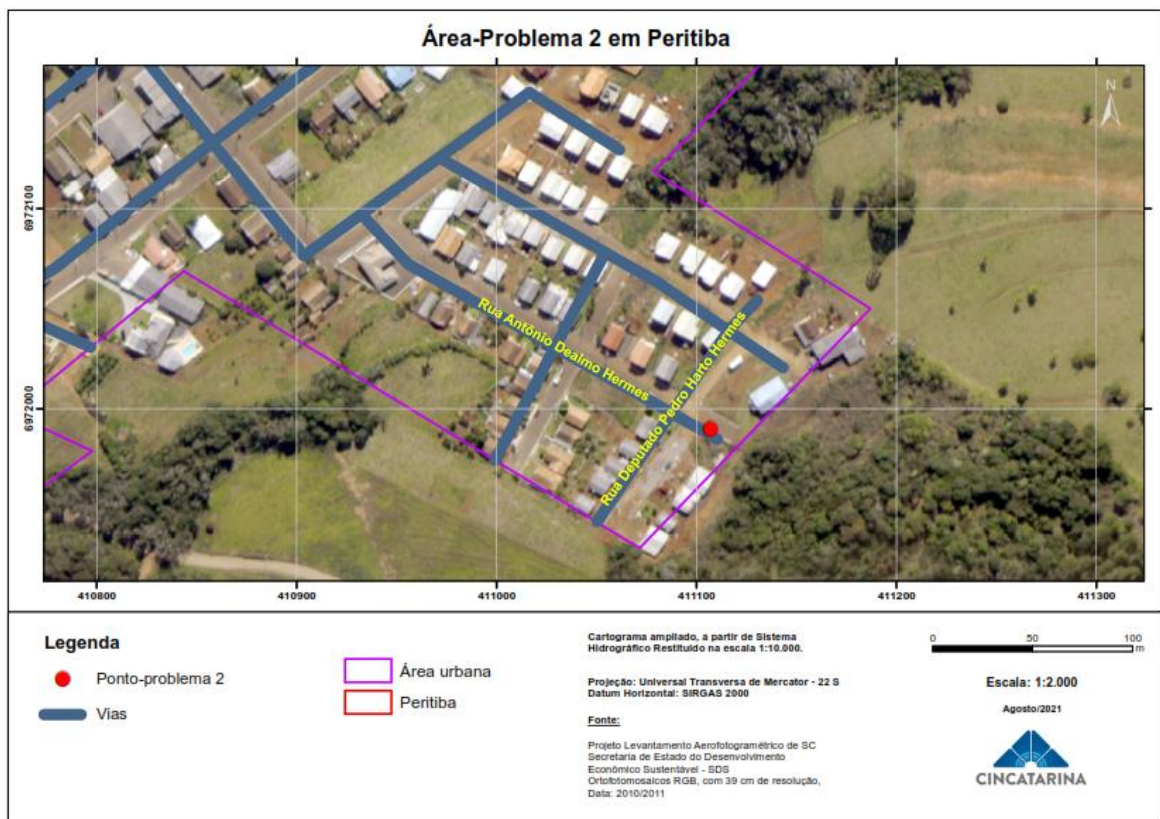 Área-Problema 2 em Peritiba
N
6972100
6972000
Rua Antônio Dealmo Hermes
Rua Deputado Pedro Harto Hermes
410800
410900
411000
411100
411200
411300
Legenda
Ponto-problema 2
Vias
Área urbana
Peritiba
Cartograma ampliado, a partir de Sistema
Hidrográfico Restituído na escala 1:10.000.
Projeção: Universal Transversa de Mercator - 22 S
Datum Horizontal: SIRGAS 2000
Fonte:
Projeto Levantamento Aerofotogramétrico de SC
Secretaria de Estado do Desenvolvimento
Econômico Sustentável - SDS
Ortofotomosaicos RGB, com 39 cm de resolução,
Data: 2010/2011
0
50
100
m
Escala: 1:2.000
Agosto/2021
CINCATARINA